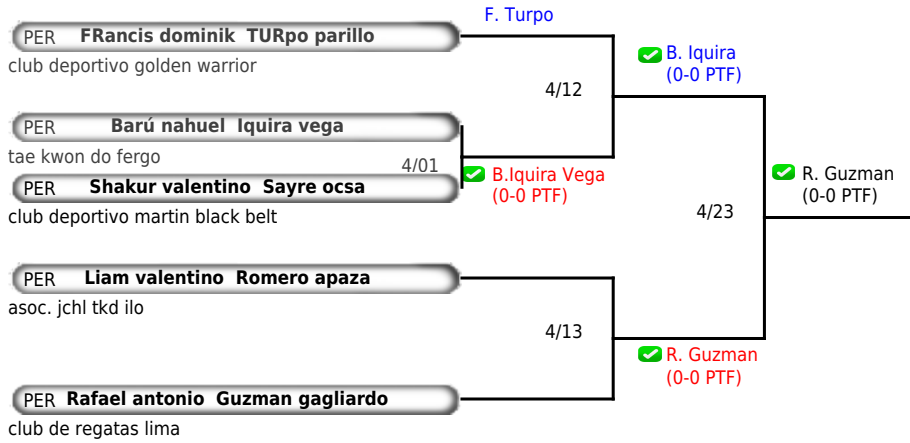 F. Turpo
PER FRancis dominik TURpo parillo
club deportivo golden warrior
B. Iquira
(0-0 PTF)
4/12
PER Barú nahuel Iquira vega
tae kwon do fergo
4/01
B.Iquira Vega
(0-0 PTF)
PER Shakur valentino Sayre ocsa
club deportivo martin black belt
R. Guzman
(0-0 PTF)
4/23
PER Liam valentino Romero apaza
asoc. jchl tkd ilo
4/13
R. Guzman
(0-0 PTF)
PER Rafael antonio Guzman gagliardo
club de regatas lima